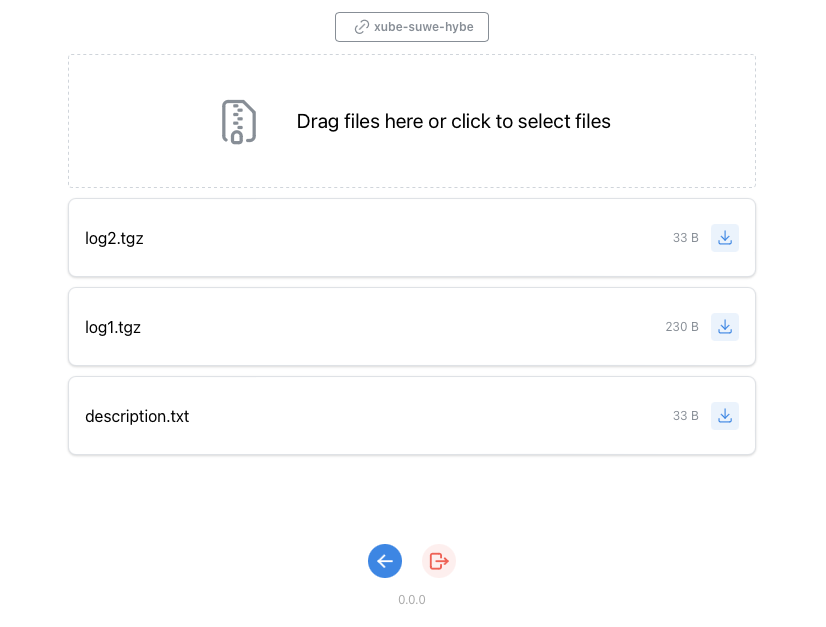 xube-suwe-hybe
Drag files here or click to select files
log2.tgz 33 B
log1.tgz 230 B
description.txt 33 B
0.0.0